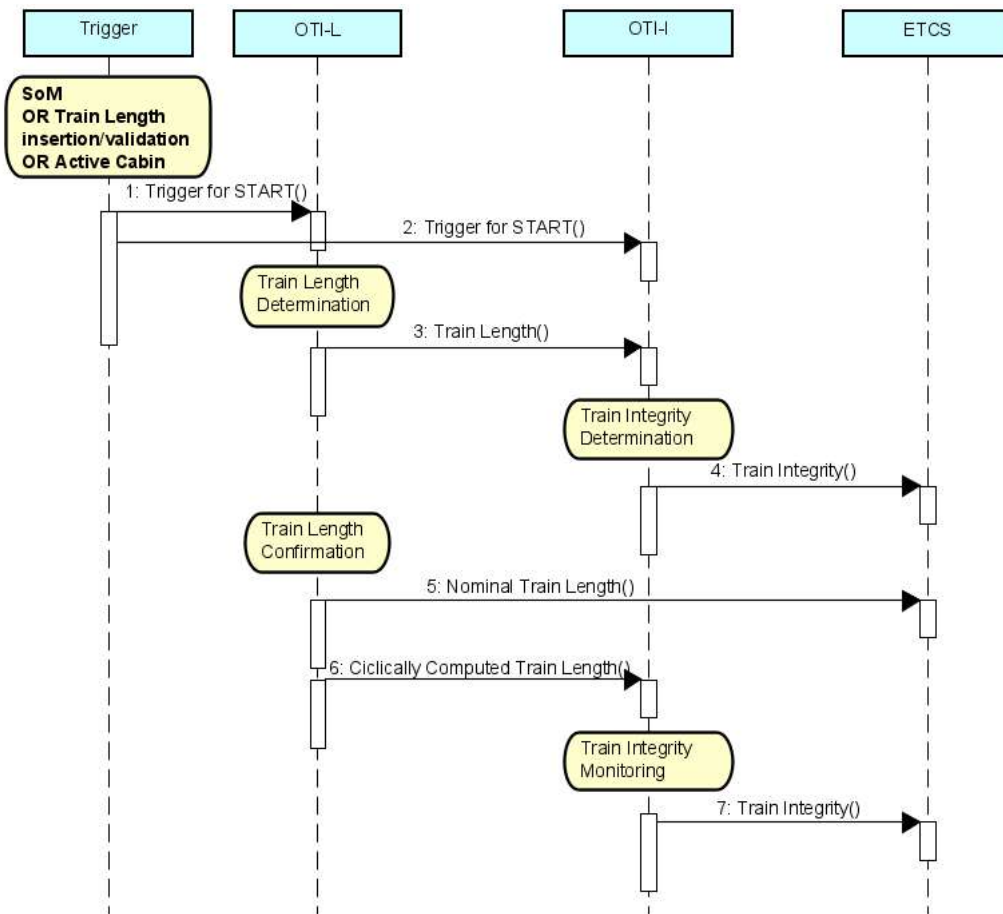 Trigger
OTI-L
OTI-I
ETCS
SoM
OR Train Length
insertion/validation
OR Active Cabin
1: Trigger for START()
2: Trigger for START()
Train Length
Determination
3: Train Length()
Train Integrity
Determination
4: Train Integrity()
Train Length
Confirmation
5: Nominal Train Length()
6: Ciclically Computed Train Length()
Train Integrity
Monitoring
7: Train Integrity()